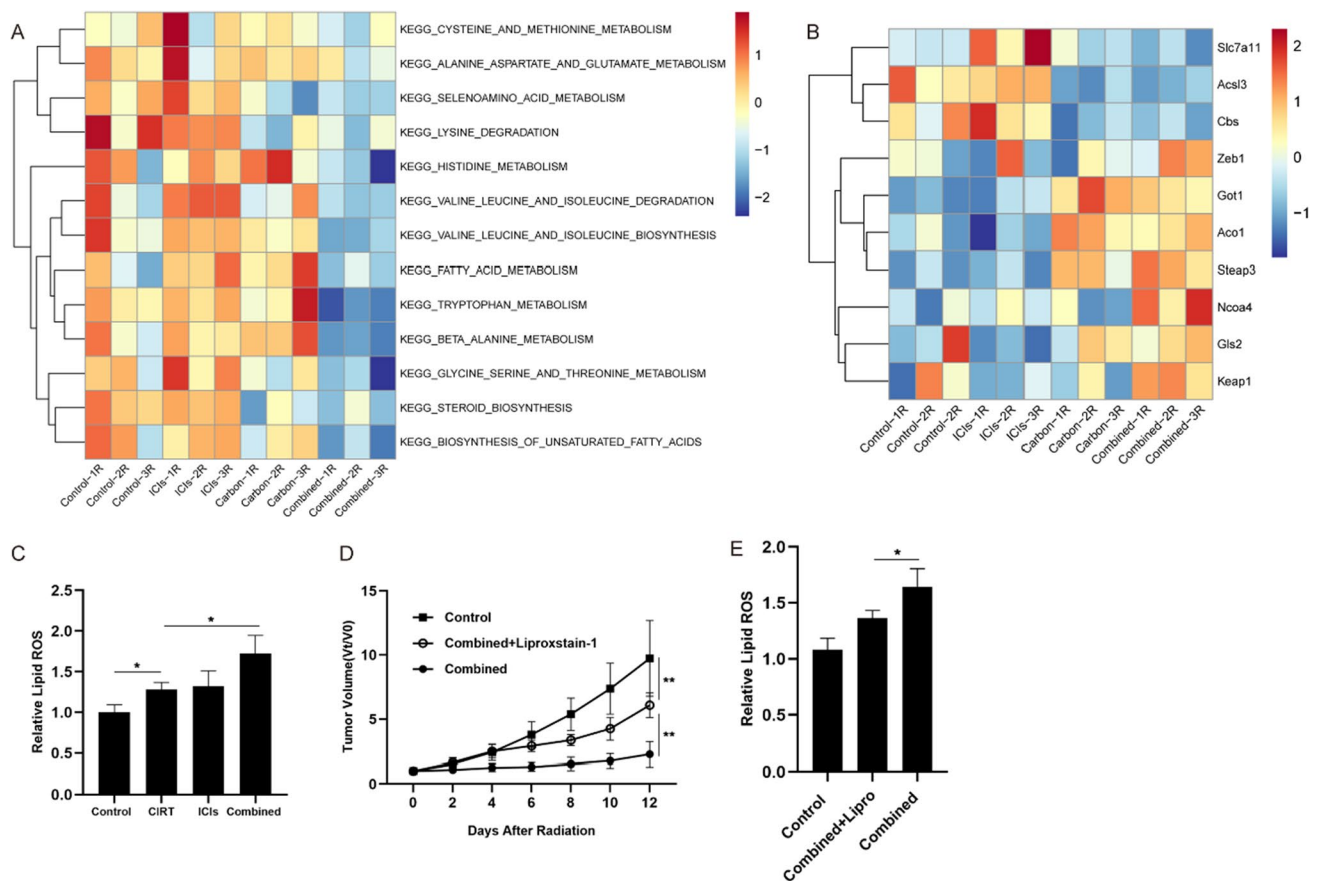 A
KEGG_CYSTEINE_AND_METHIONINE_METABOLISM
KEGG_ALANINE_ASPARTATE_AND_GLUTAMATE_METABOLISM
KEGG_SELENOAMINO_ACID_METABOLISM
KEGG_LYSINE_DEGRADATION
KEGG_HISTIDINE_METABOLISM
KEGG_VALINE_LEUCINE_AND_ISOLEUCINE_DEGRADATION
KEGG_VALINE_LEUCINE_AND_ISOLEUCINE_BIOSYNTHESIS
KEGG_FATTY_ACID_METABOLISM
KEGG_TRYPTOPHAN_METABOLISM
KEGG_BETA_ALANINE_METABOLISM
KEGG_GLYCINE_SERINE_AND_THREONINE_METABOLISM
KEGG_STEROID_BIOSYNTHESIS
KEGG_BIOSYNTHESIS_OF_UNSATURATED_FATTY_ACIDS
1
0
−1
−2
Control−1R
Control−2R
Control−3R
ICIs−1R
ICIs−2R
ICIs−3R
Carbon−1R
Carbon−2R
Carbon−3R
Combined−1R
Combined−2R
Combined−3R
B
Slc7a11
Acsl3
Cbs
Zeb1
Got1
Aco1
Steap3
Ncoa4
Gls2
Keap1
2
1
0
−1
Control−1R
Control−2R
Control−2R
ICIs−1R
ICIs−2R
ICIs−3R
Carbon−1R
Carbon−2R
Carbon−3R
Combined−1R
Combined−2R
Combined−3R
C
Relative Lipid ROS
2.5
2.0
1.5
1.0
0.5
0.0
*
*
Control
CIRT
ICIs
Combined
D
Tumor Volume(Vt/V0)
15
10
5
0
Control
Combined+Liproxstain-1
Combined
**
**
0 2 4 6 8 10 12
Days After Radiation
E
Relative Lipid ROS
2.0
1.5
1.0
0.5
0.0
*
Control
Combined+Lipro
Combined